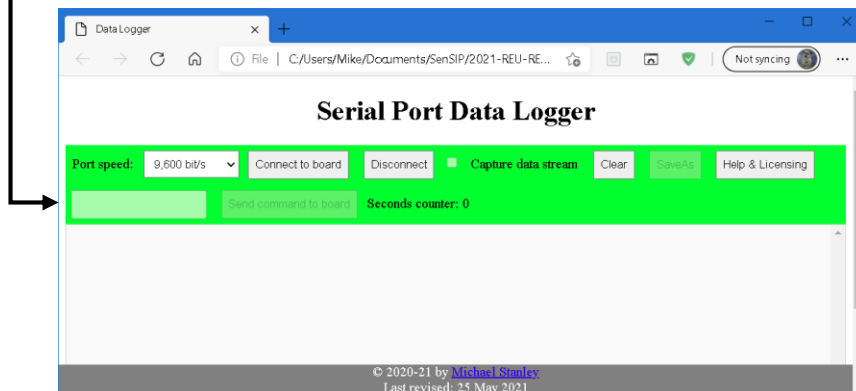 Data Logger
File | C:/Users/Mike/Documents/SenSIP/2021-REU-RE... Not syncing
Serial Port Data Logger
Port speed: 9,600 bit/s Connect to board Disconnect Capture data stream Clear SaveAs Help & Licensing
Send command to board Seconds counter: 0
© 2020-21 by Michael Stanley
Last revised: 25 May 2021